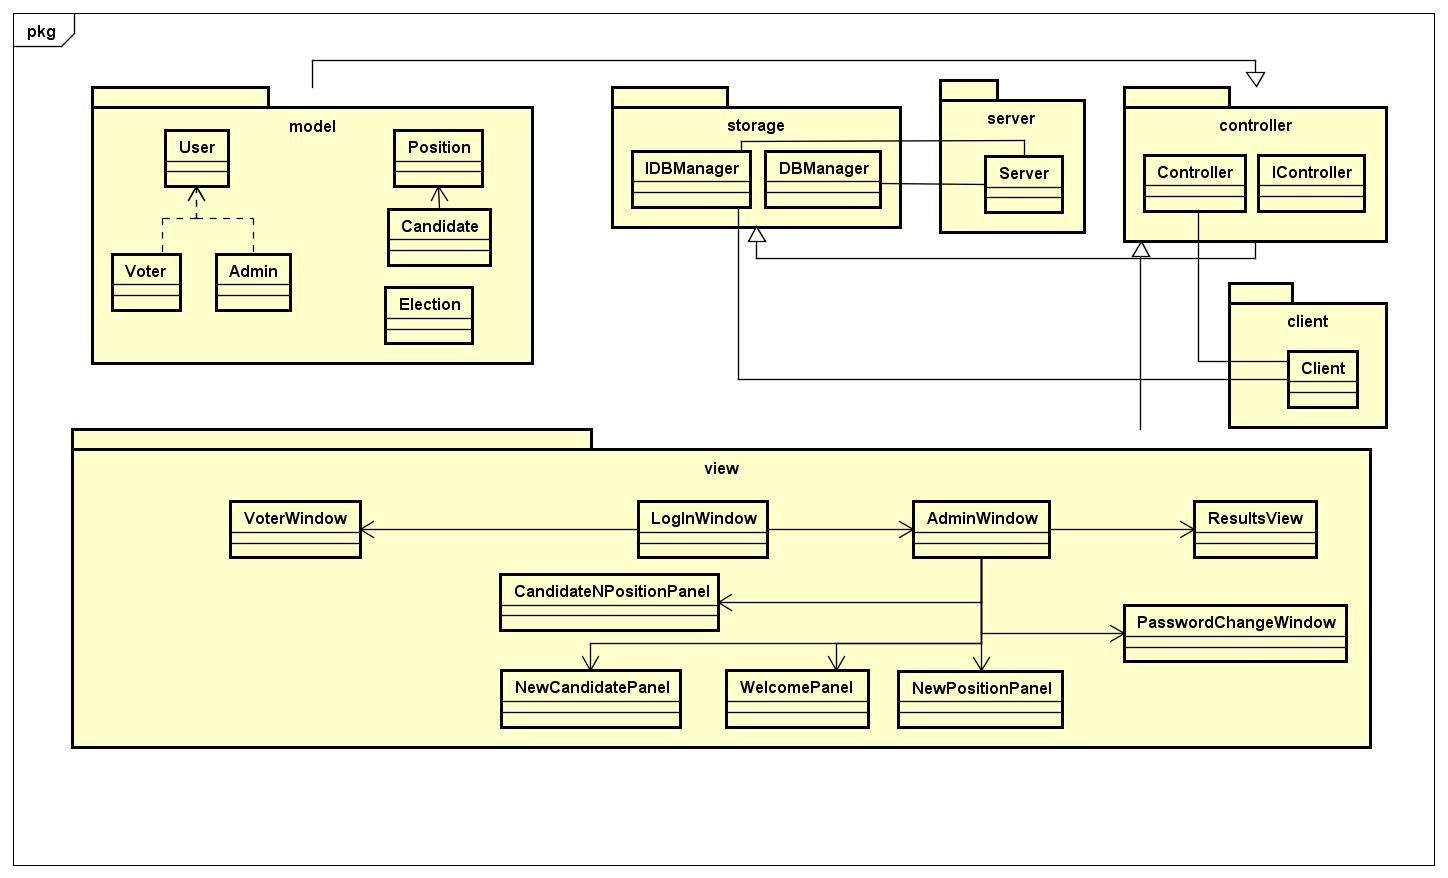 pkg
model
User
Position
Candidate
Voter
Admin
Election
storage
IDBManager
DBManager
server
Server
controller
Controller
IController
client
Client
view
VoterWindow
LogInWindow
AdminWindow
ResultsView
CandidateNPositionPanel
PasswordChangeWindow
NewCandidatePanel
WelcomePanel
NewPositionPanel